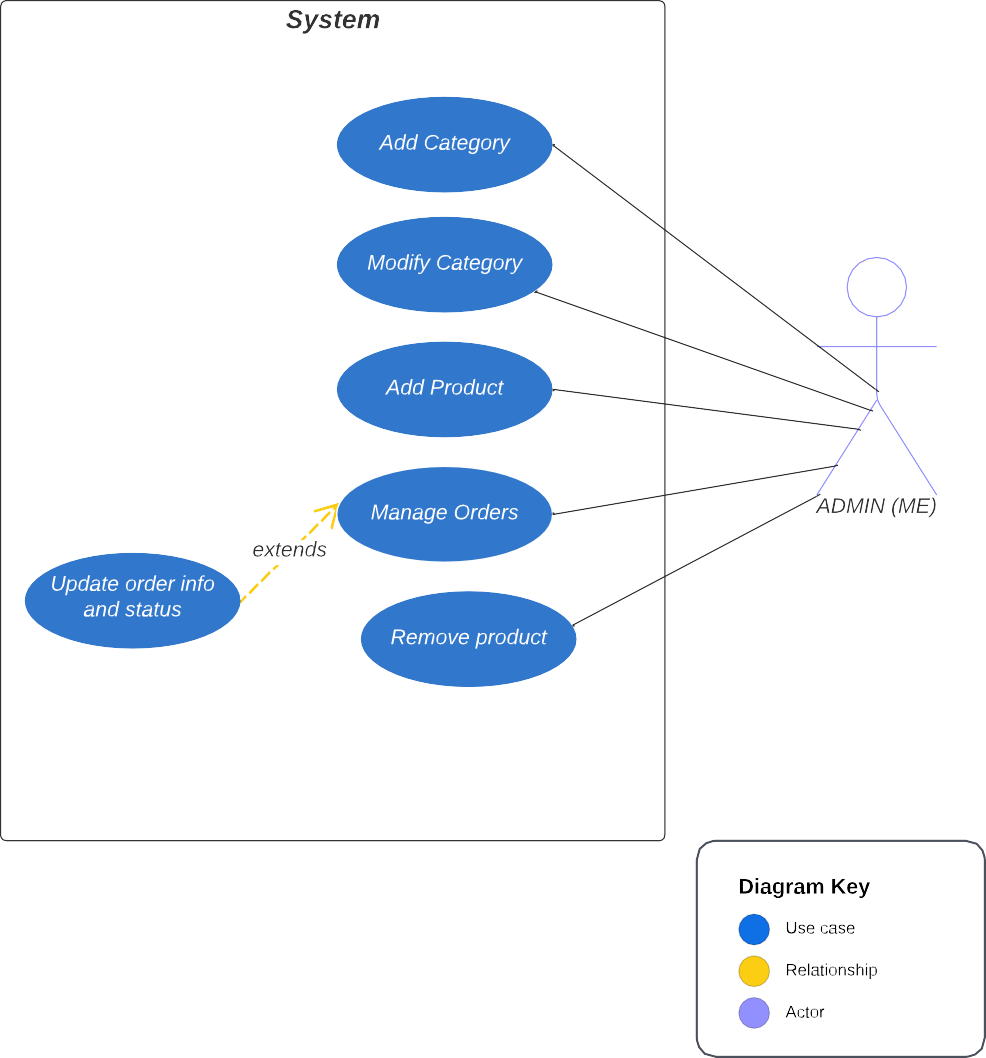 System
Add Category
Modify Category
Add Product
Manage Orders
extends
Update order info
and status
Remove product
ADMIN (ME)
Diagram Key
Use case
Relationship
Actor